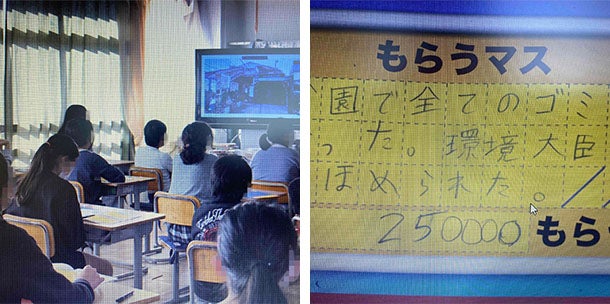 もらうマス
園で全てのゴミ
った。環境大臣
ほめられた。
250000 もら